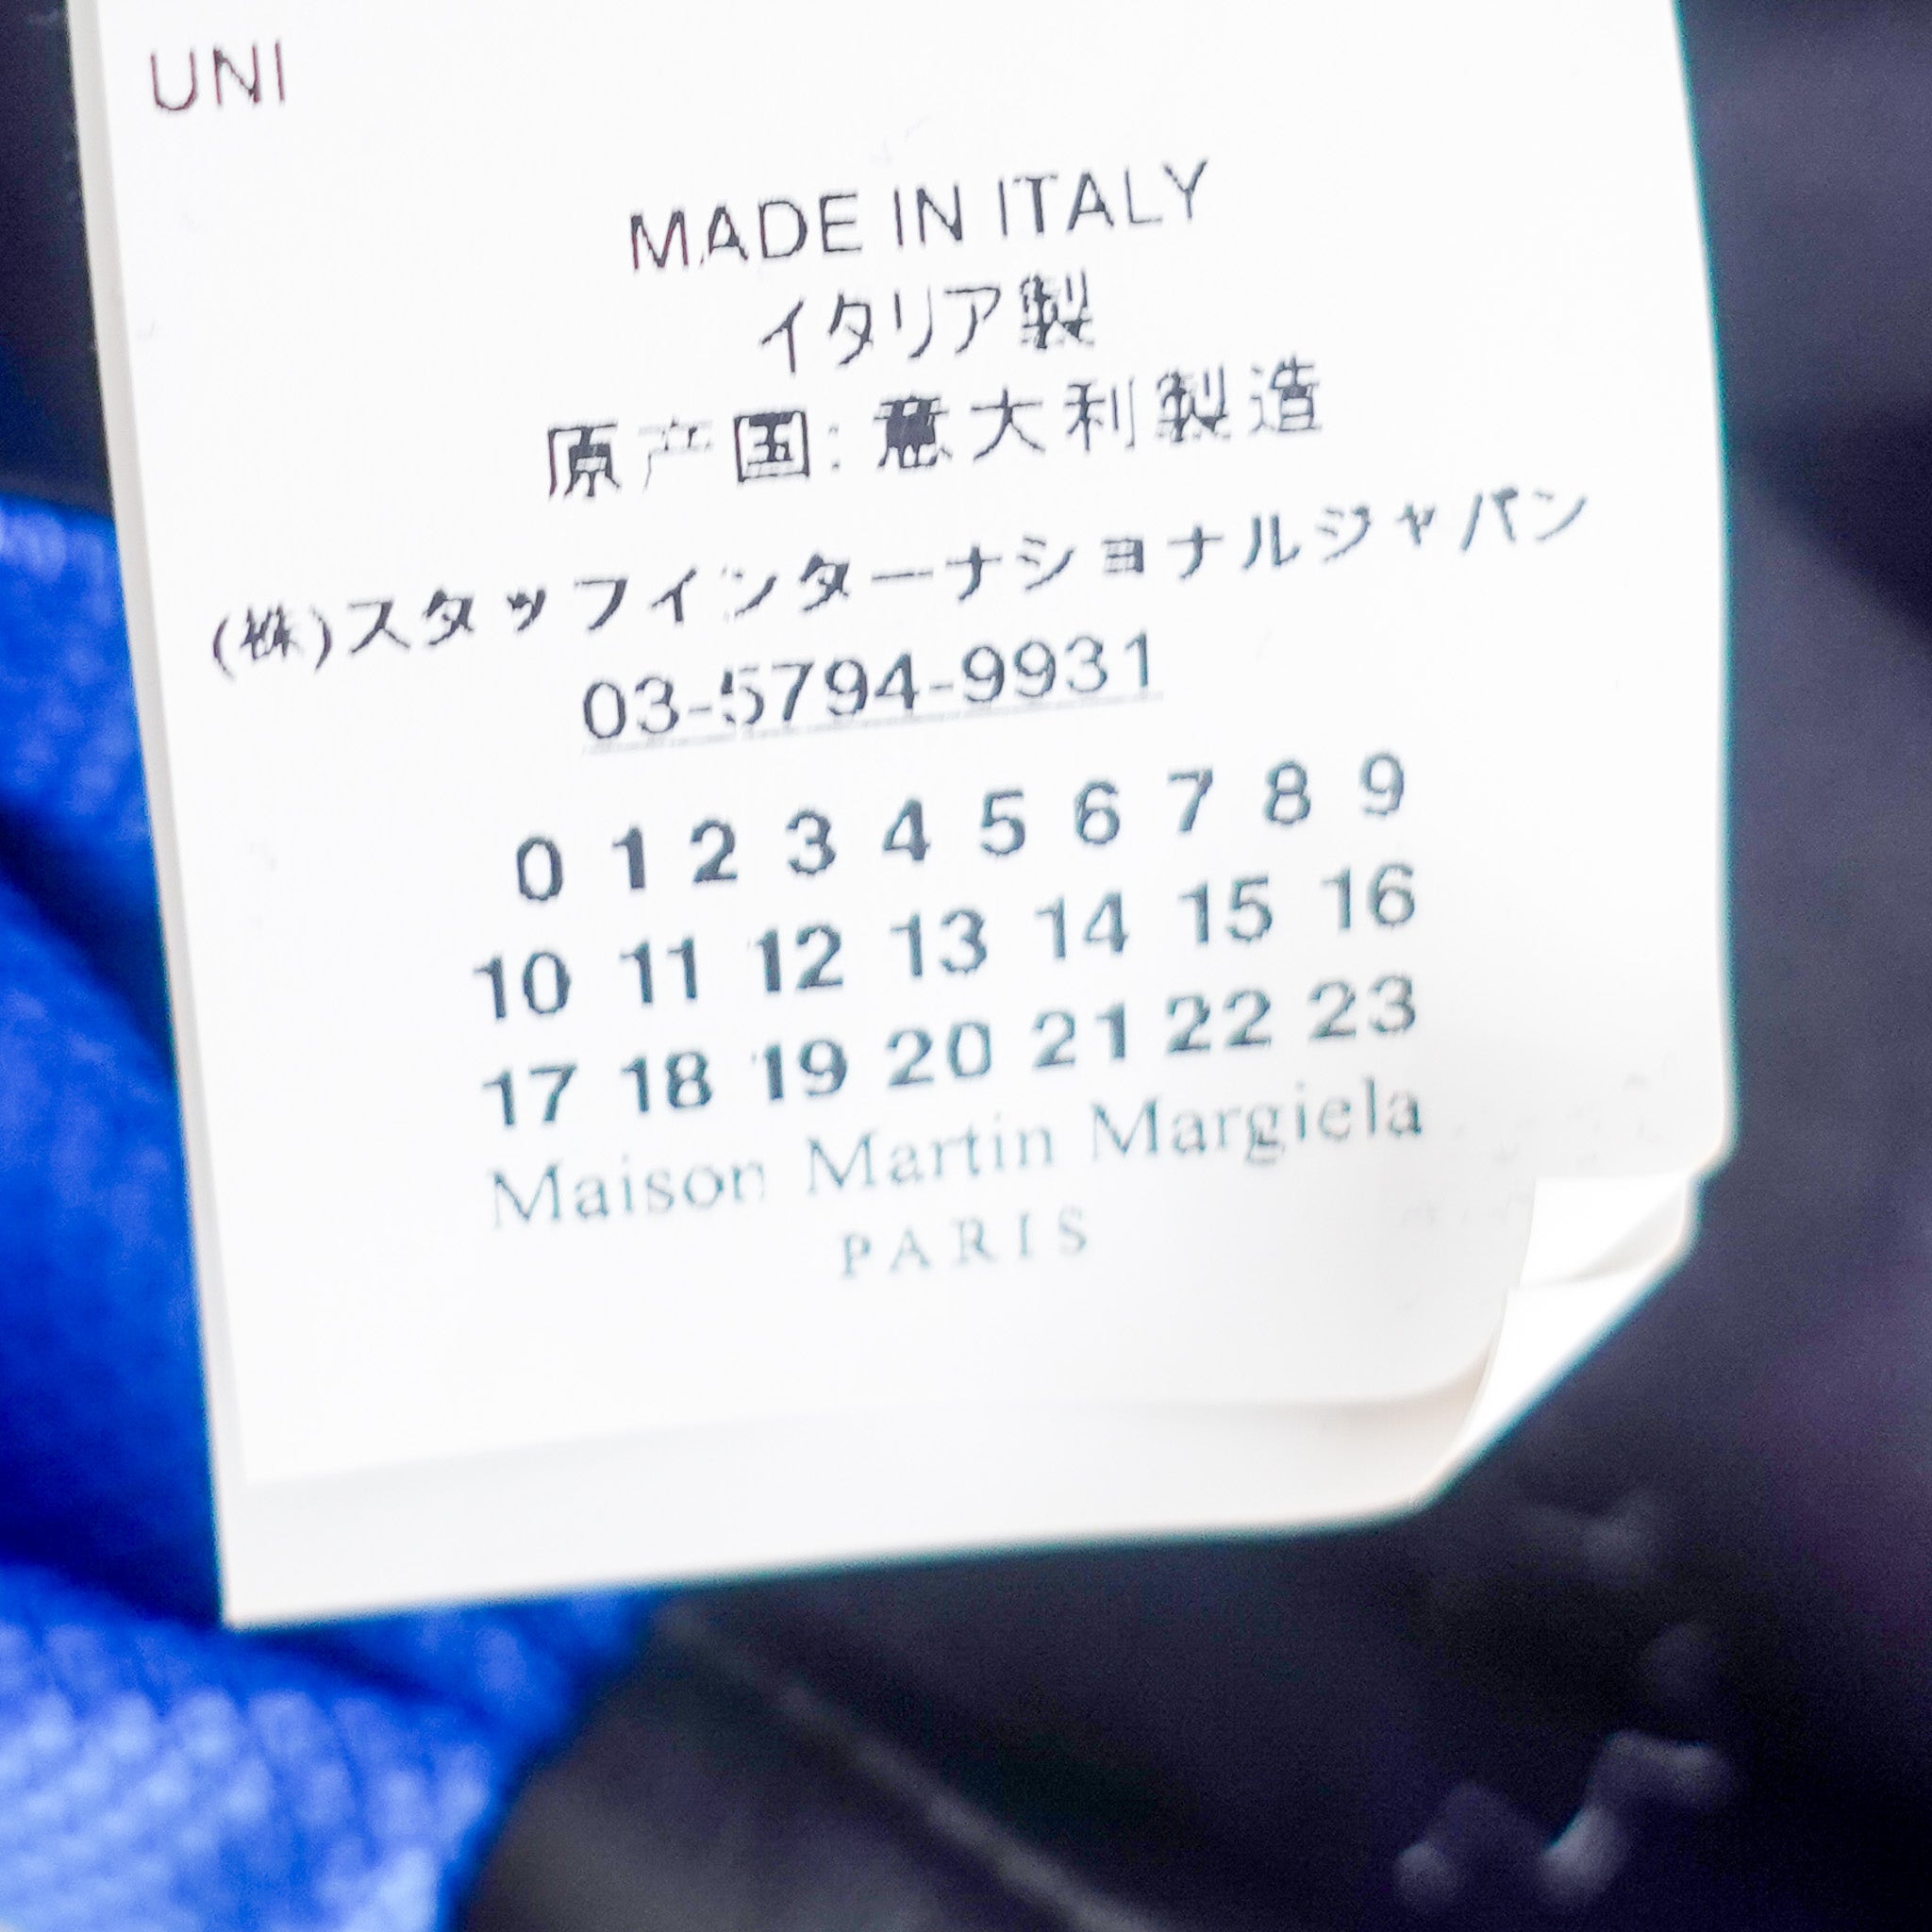 UNI
MADE IN ITALY
イタリア製
原产国: 意大利製造
(株)スタッフインターナショナルジャパン
03-5794-9931
0 1 2 3 4 5 6 7 8 9
10 11 12 13 14 15 16
17 18 19 20 21 22 23
Maison Martin Margiela
PARIS